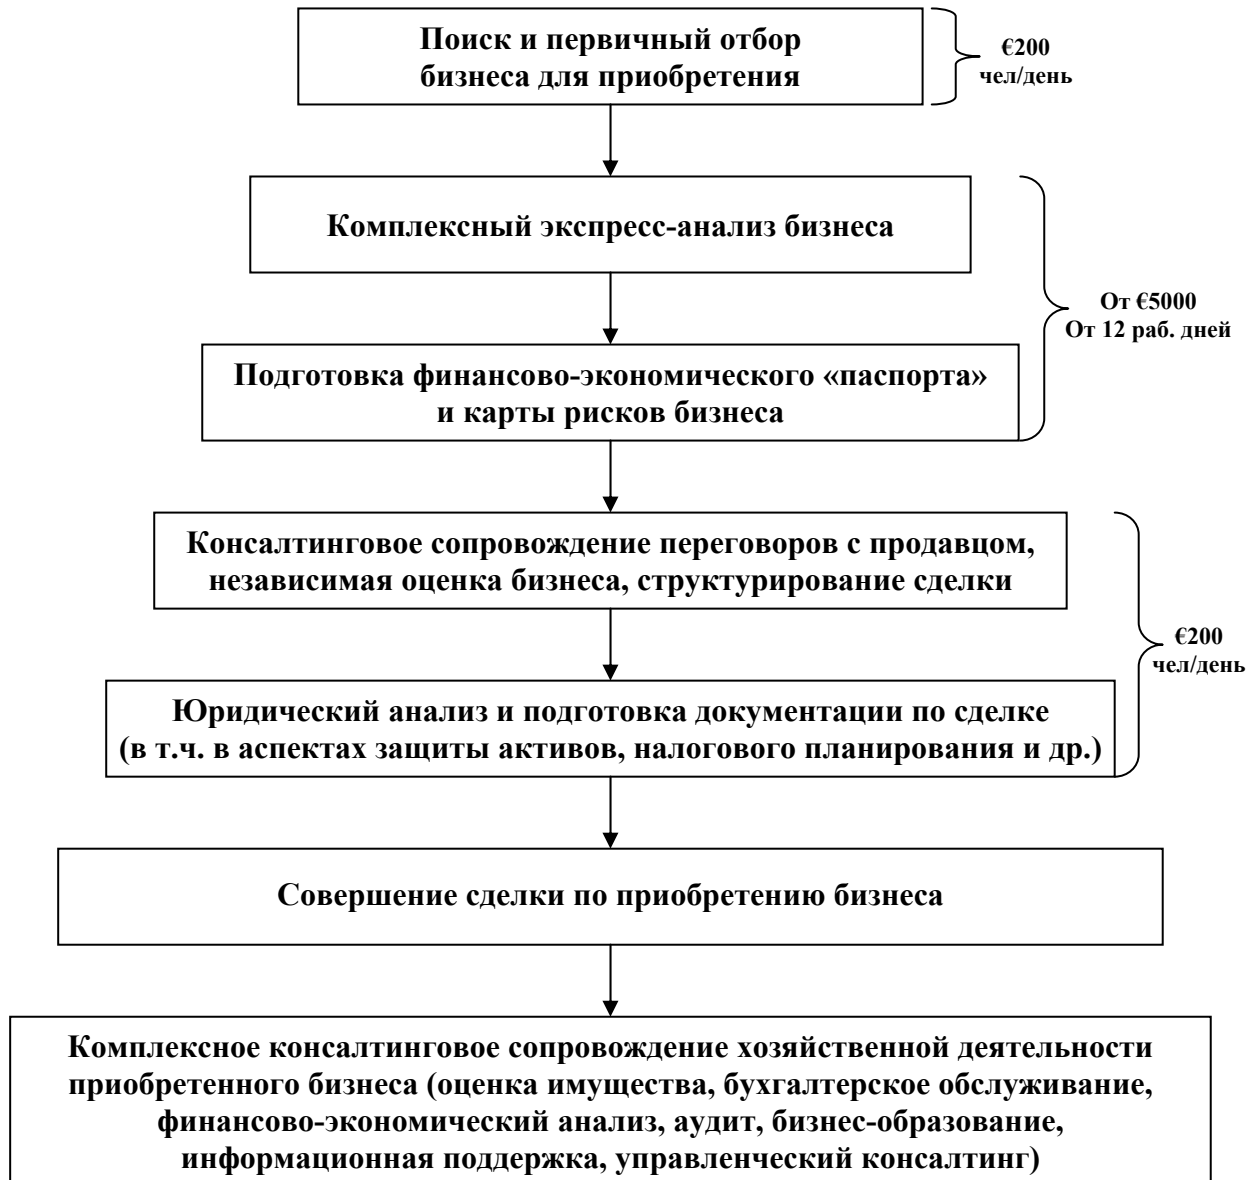 Поиск и первичный отбор
бизнеса для приобретения
€200
чел/день
Комплексный экспресс-анализ бизнеса
От €5000
От 12 раб. дней
Подготовка финансово-экономического «паспорта»
и карты рисков бизнеса
Консалтинговое сопровождение переговоров с продавцом,
независимая оценка бизнеса, структурирование сделки
€200
чел/день
Юридический анализ и подготовка документации по сделке
(в т.ч. в аспектах защиты активов, налогового планирования и др.)
Совершение сделки по приобретению бизнеса
Комплексное консалтинговое сопровождение хозяйственной деятельности
приобретенного бизнеса (оценка имущества, бухгалтерское обслуживание,
финансово-экономический анализ, аудит, бизнес-образование,
информационная поддержка, управленческий консалтинг)